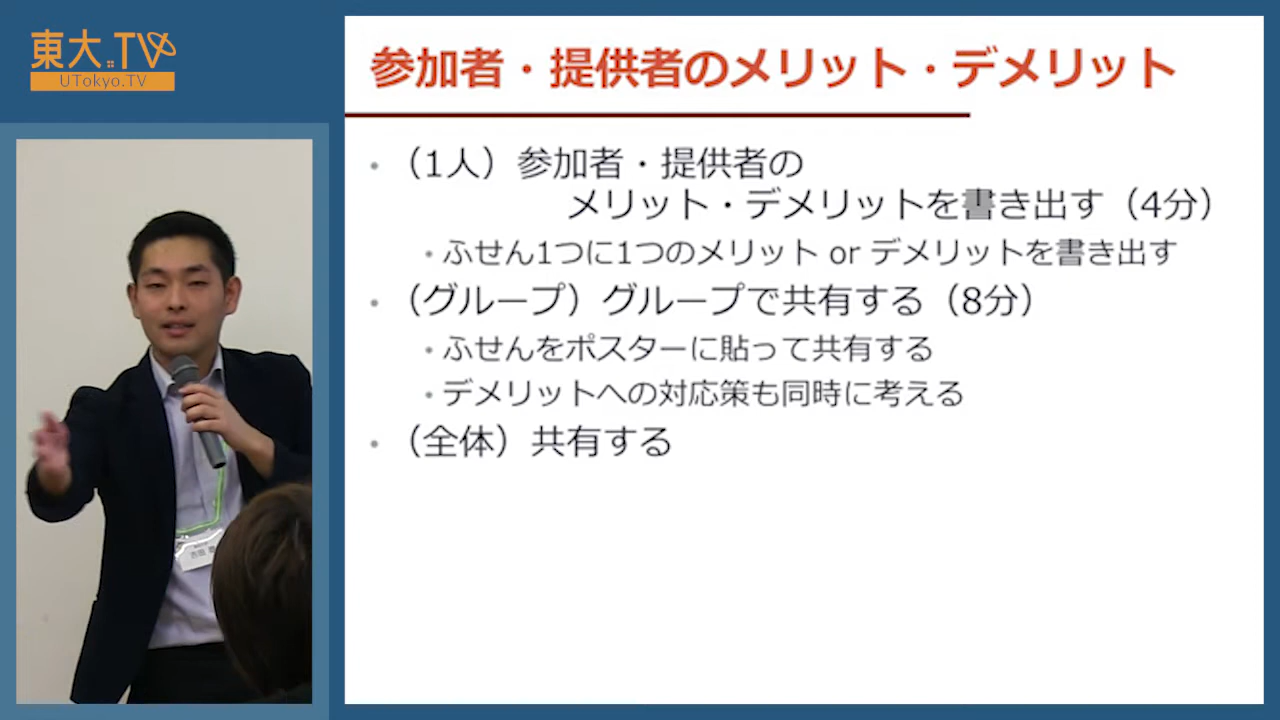 東大.TV
UTokyo.TV
参加者・提供者のメリット・デメリット
・（1人）参加者・提供者の
メリット・デメリットを書き出す（4分）
・ふせん1つに1つのメリット or デメリットを書き出す
・（グループ）グループで共有する（8分）
・ふせんをポスターに貼って共有する
・デメリットへの対応策も同時に考える
・（全体）共有する